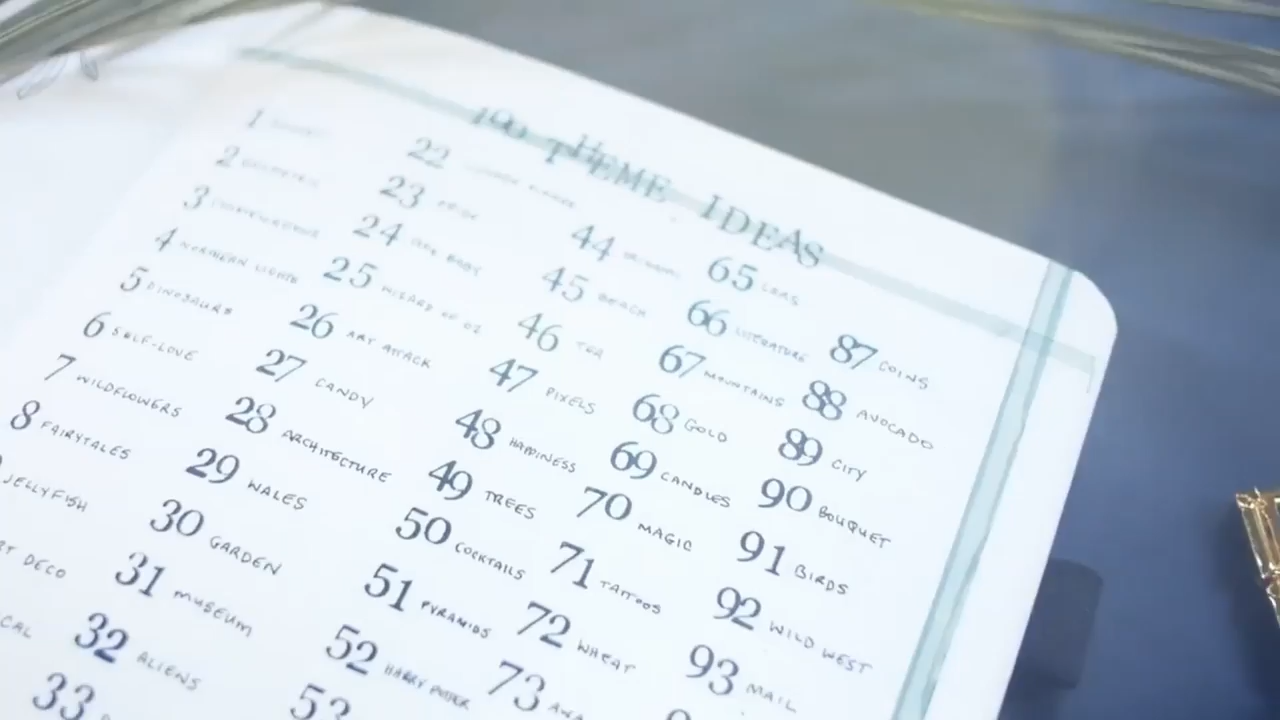 190 THEME IDEAS
1
2
3
4 NORTHERN LIGHTS
5 DINOSAURS
6 SELF-LOVE
7 WILDFLOWERS
8 FAIRYTALES
JELLYFISH
RT DECO
CAL
22
23
24
25 WIZARD OF OZ
26 ART ATTACK
27 CANDY
28 ARCHITECTURE
29 WALES
30 GARDEN
31 MUSEUM
32 ALIENS
33
44
45 BEACH
46 TEA
47 PIXELS
48 HAPPINESS
49 TREES
50 COCKTAILS
51 PYRAMIDS
52 HARRY POTTER
53
65
66 LITERATURE
67 MOUNTAINS
68 GOLD
69 CANDLES
70 MAGIC
71 TATTOOS
72 WHEAT
73
87 COINS
88 AVOCADO
89 CITY
90 BOUQUET
91 BIRDS
92 WILD WEST
93 MAIL